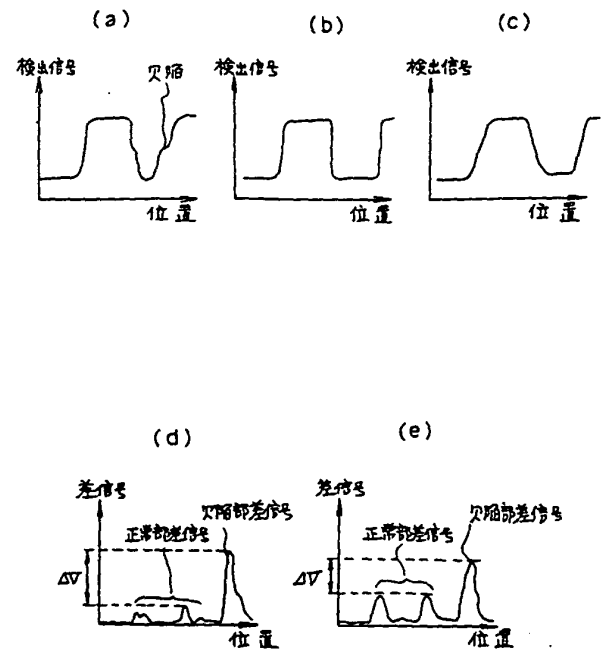 (a)
検出信号
欠陥
位置
(b)
検出信号
位置
(c)
検出信号
位置
(d)
差信号
欠陥部差信号
正常部差信号
ΔV
位置
(e)
差信号
欠陥部差信号
正常部差信号
ΔV
位置